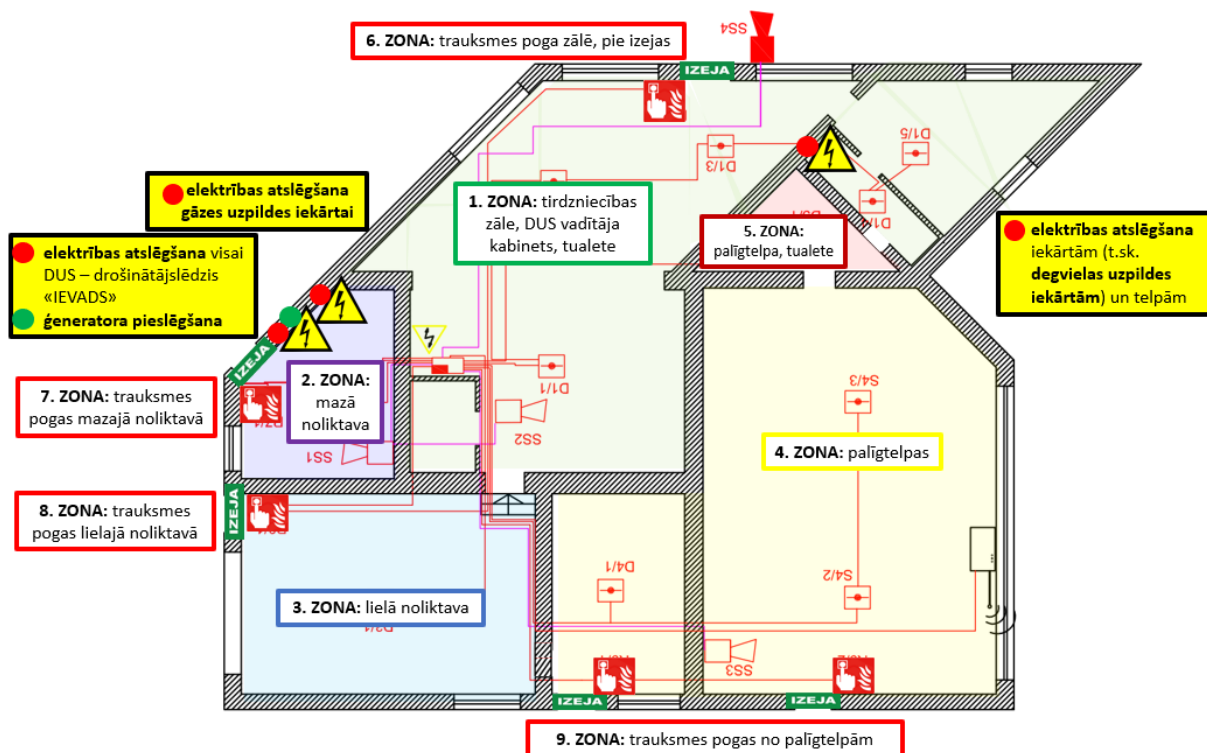 6. ZONA: trauksmes poga zālē, pie izejas
SS4
IZEJA
D1/3
D1/5
elektrības atslēgšana
gāzes uzpildes iekārtai
1. ZONA: tirdzniecības
zāle, DUS vadītāja
kabinets, tualete
5. ZONA:
palīgtelpa, tualete
elektrības atslēgšana
iekārtām (t.sk.
degvielas uzpildes
iekārtām) un telpām
elektrības atslēgšana visai
DUS – drošinātājslēdzis
«IEVADS»
ģeneratora pieslēgšana
IZEJA
7. ZONA: trauksmes
pogas mazajā noliktavā
2. ZONA:
mazā
noliktava
D1/1
S4/3
SS2
SS1
4. ZONA: palīgtelpas
8. ZONA: trauksmes
pogas lielajā noliktavā
IZEJA
D4/1
S4/2
3. ZONA: lielā noliktava
SS3
IZEJA
IZEJA
9. ZONA: trauksmes pogas no palīgtelpām